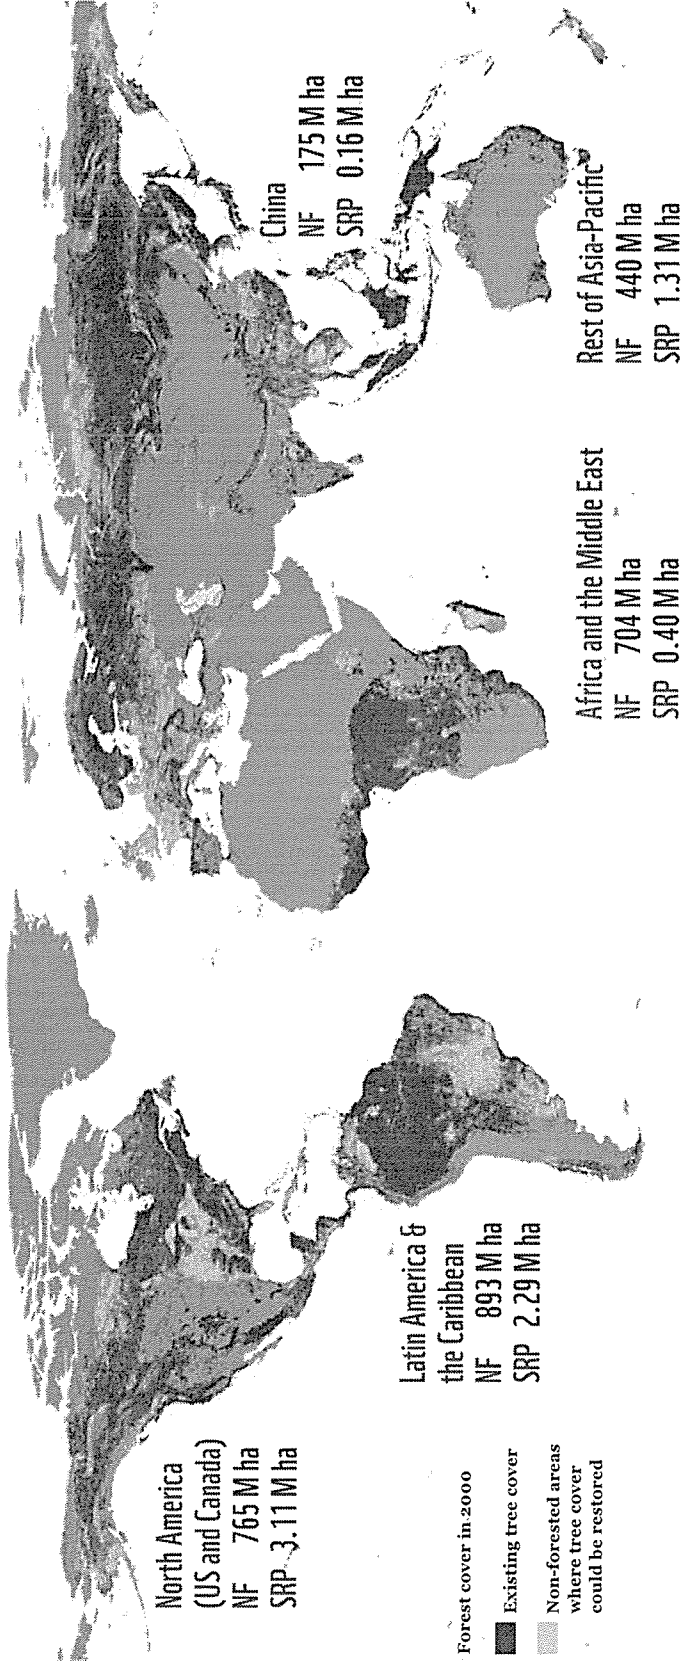 North America
(US and Canada)
NF 765 M ha
SRP 3.11 M ha
Latin America &
the Caribbean
NF 893 M ha
SRP 2.29 M ha
Africa and the Middle East
NF 704 M ha
SRP 0.40 M ha
China
NF 175 M ha
SRP 0.16 M ha
Rest of Asia-Pacific
NF 440 M ha
SRP 1.31 M ha
Forest cover in 2000
Existing tree cover
Non-forested areas
where tree cover
could be restored